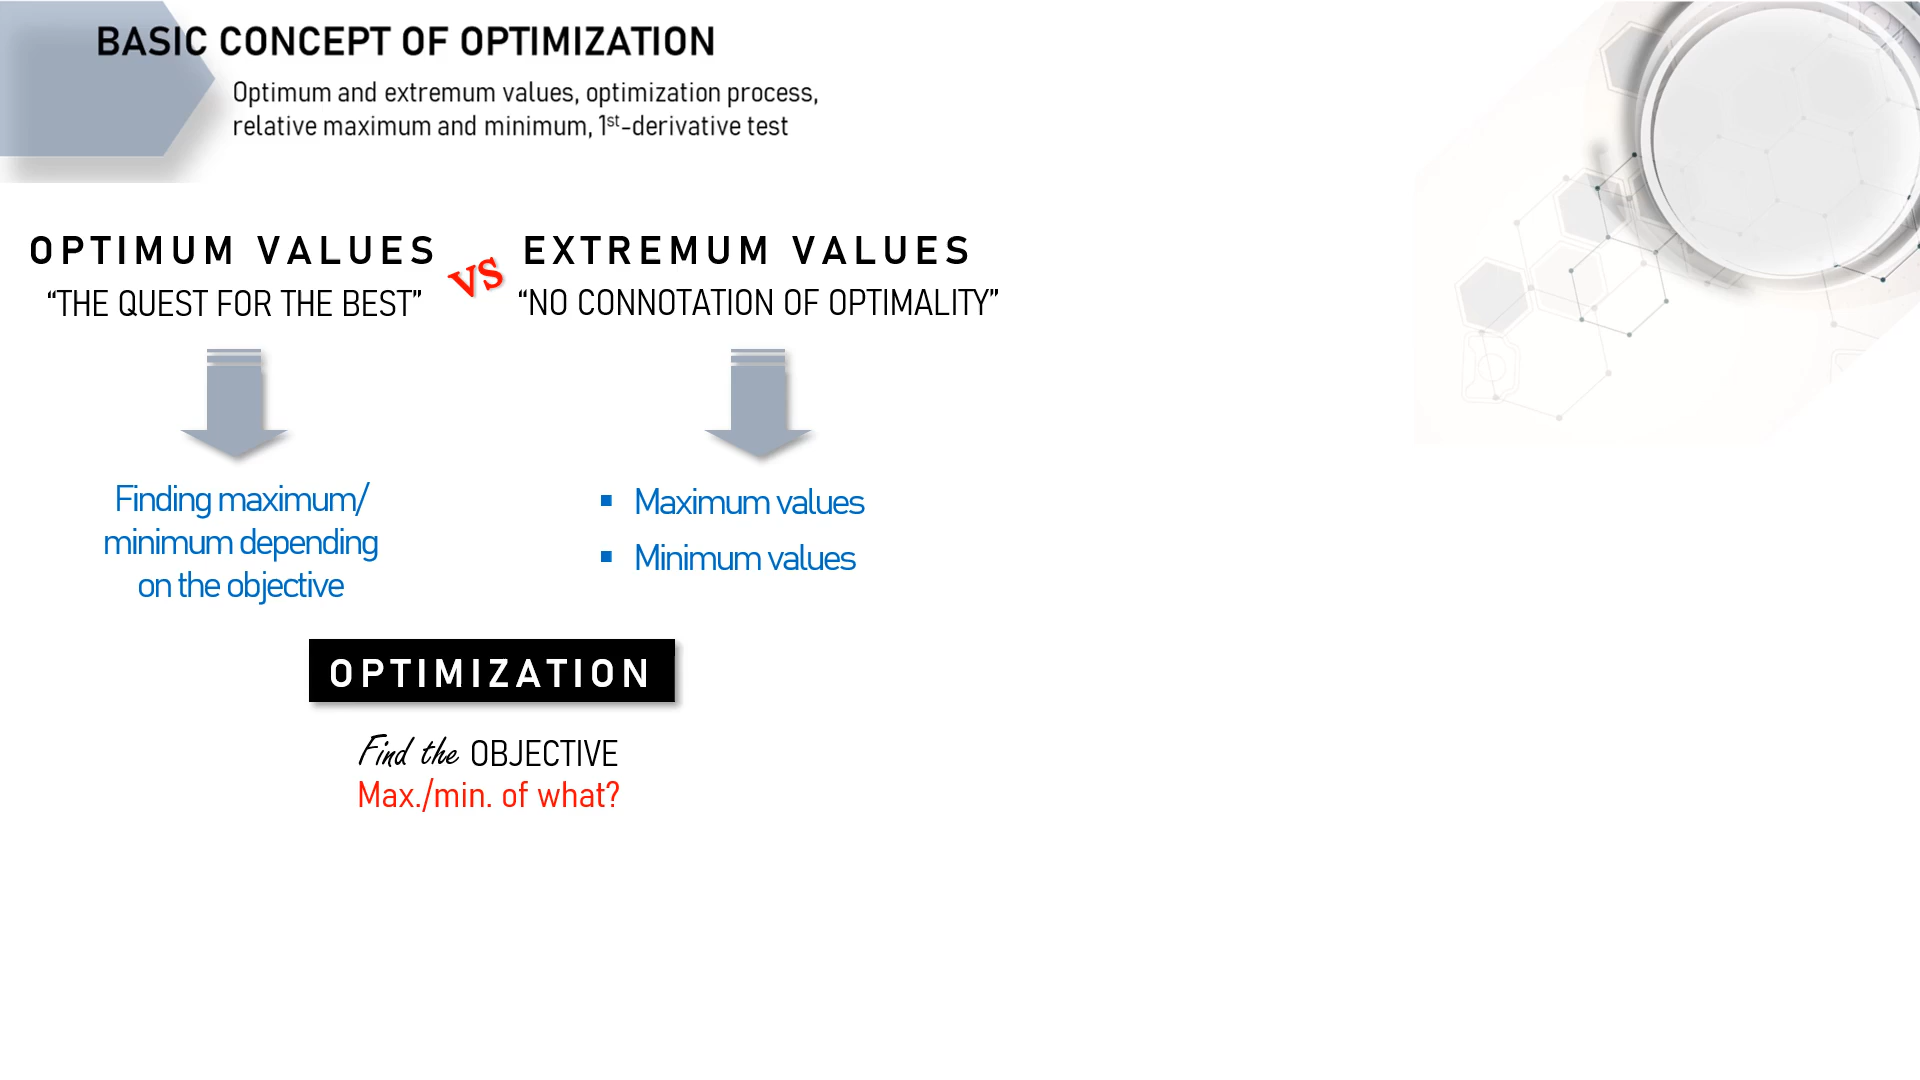 BASIC CONCEPT OF OPTIMIZATION
Optimum and extremum values, optimization process,
relative maximum and minimum, 1st-derivative test
OPTIMUM VALUES
“THE QUEST FOR THE BEST”
vs
EXTREMUM VALUES
“NO CONNOTATION OF OPTIMALITY”
Finding maximum/
minimum depending
on the objective
▪ Maximum values
▪ Minimum values
OPTIMIZATION
Find the OBJECTIVE
Max./min. of what?